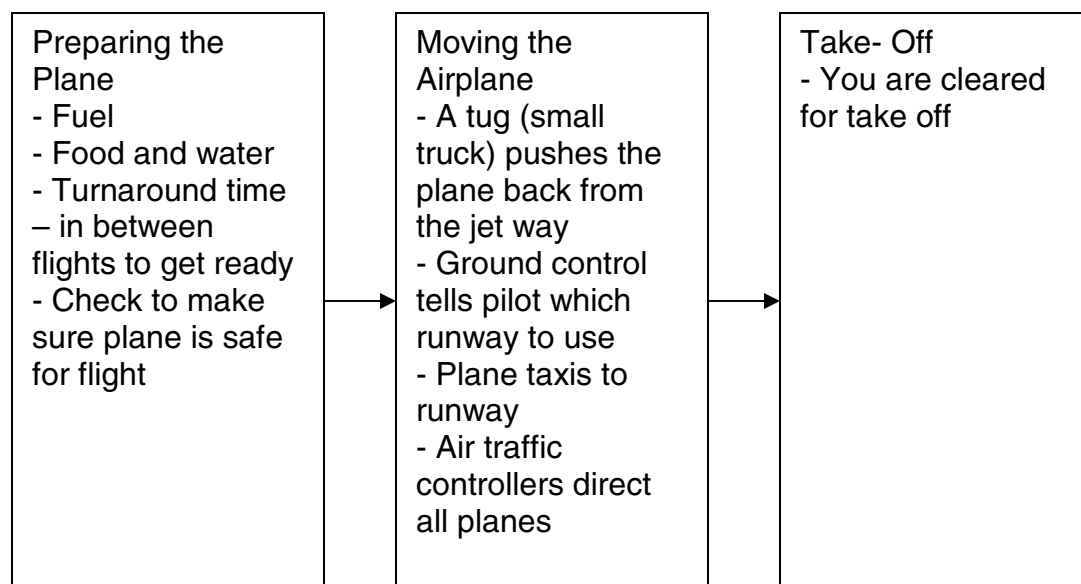 Preparing the
Plane
- Fuel
- Food and water
- Turnaround time
– in between
flights to get ready
- Check to make
sure plane is safe
for flight
Moving the
Airplane
- A tug (small
truck) pushes the
plane back from
the jet way
- Ground control
tells pilot which
runway to use
- Plane taxis to
runway
- Air traffic
controllers direct
all planes
Take- Off
- You are cleared
for take off